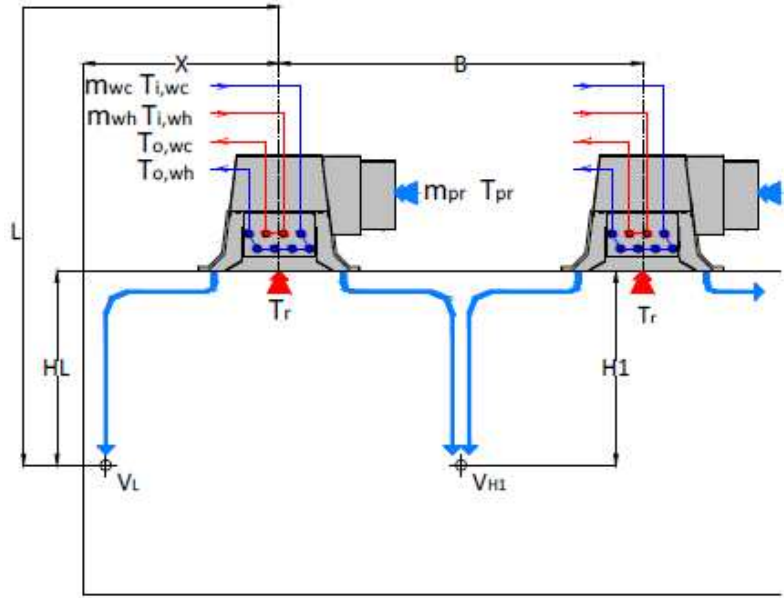 X
B
mwc Ti,wc
mwh Ti,wh
To,wc
To,wh
mpr Tpr
L
Tr
Tr
HL
H1
VL
VH1